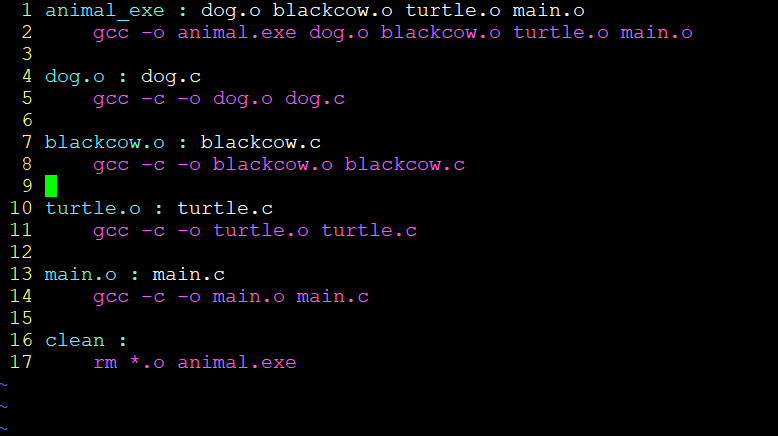 1 animal_exe : dog.o blackcow.o turtle.o main.o
2     gcc -o animal.exe dog.o blackcow.o turtle.o main.o
3
4 dog.o : dog.c
5     gcc -c -o dog.o dog.c
6
7 blackcow.o : blackcow.c
8     gcc -c -o blackcow.o blackcow.c
9
10 turtle.o : turtle.c
11     gcc -c -o turtle.o turtle.c
12
13 main.o : main.c
14     gcc -c -o main.o main.c
15
16 clean :
17     rm *.o animal.exe
~
~
~